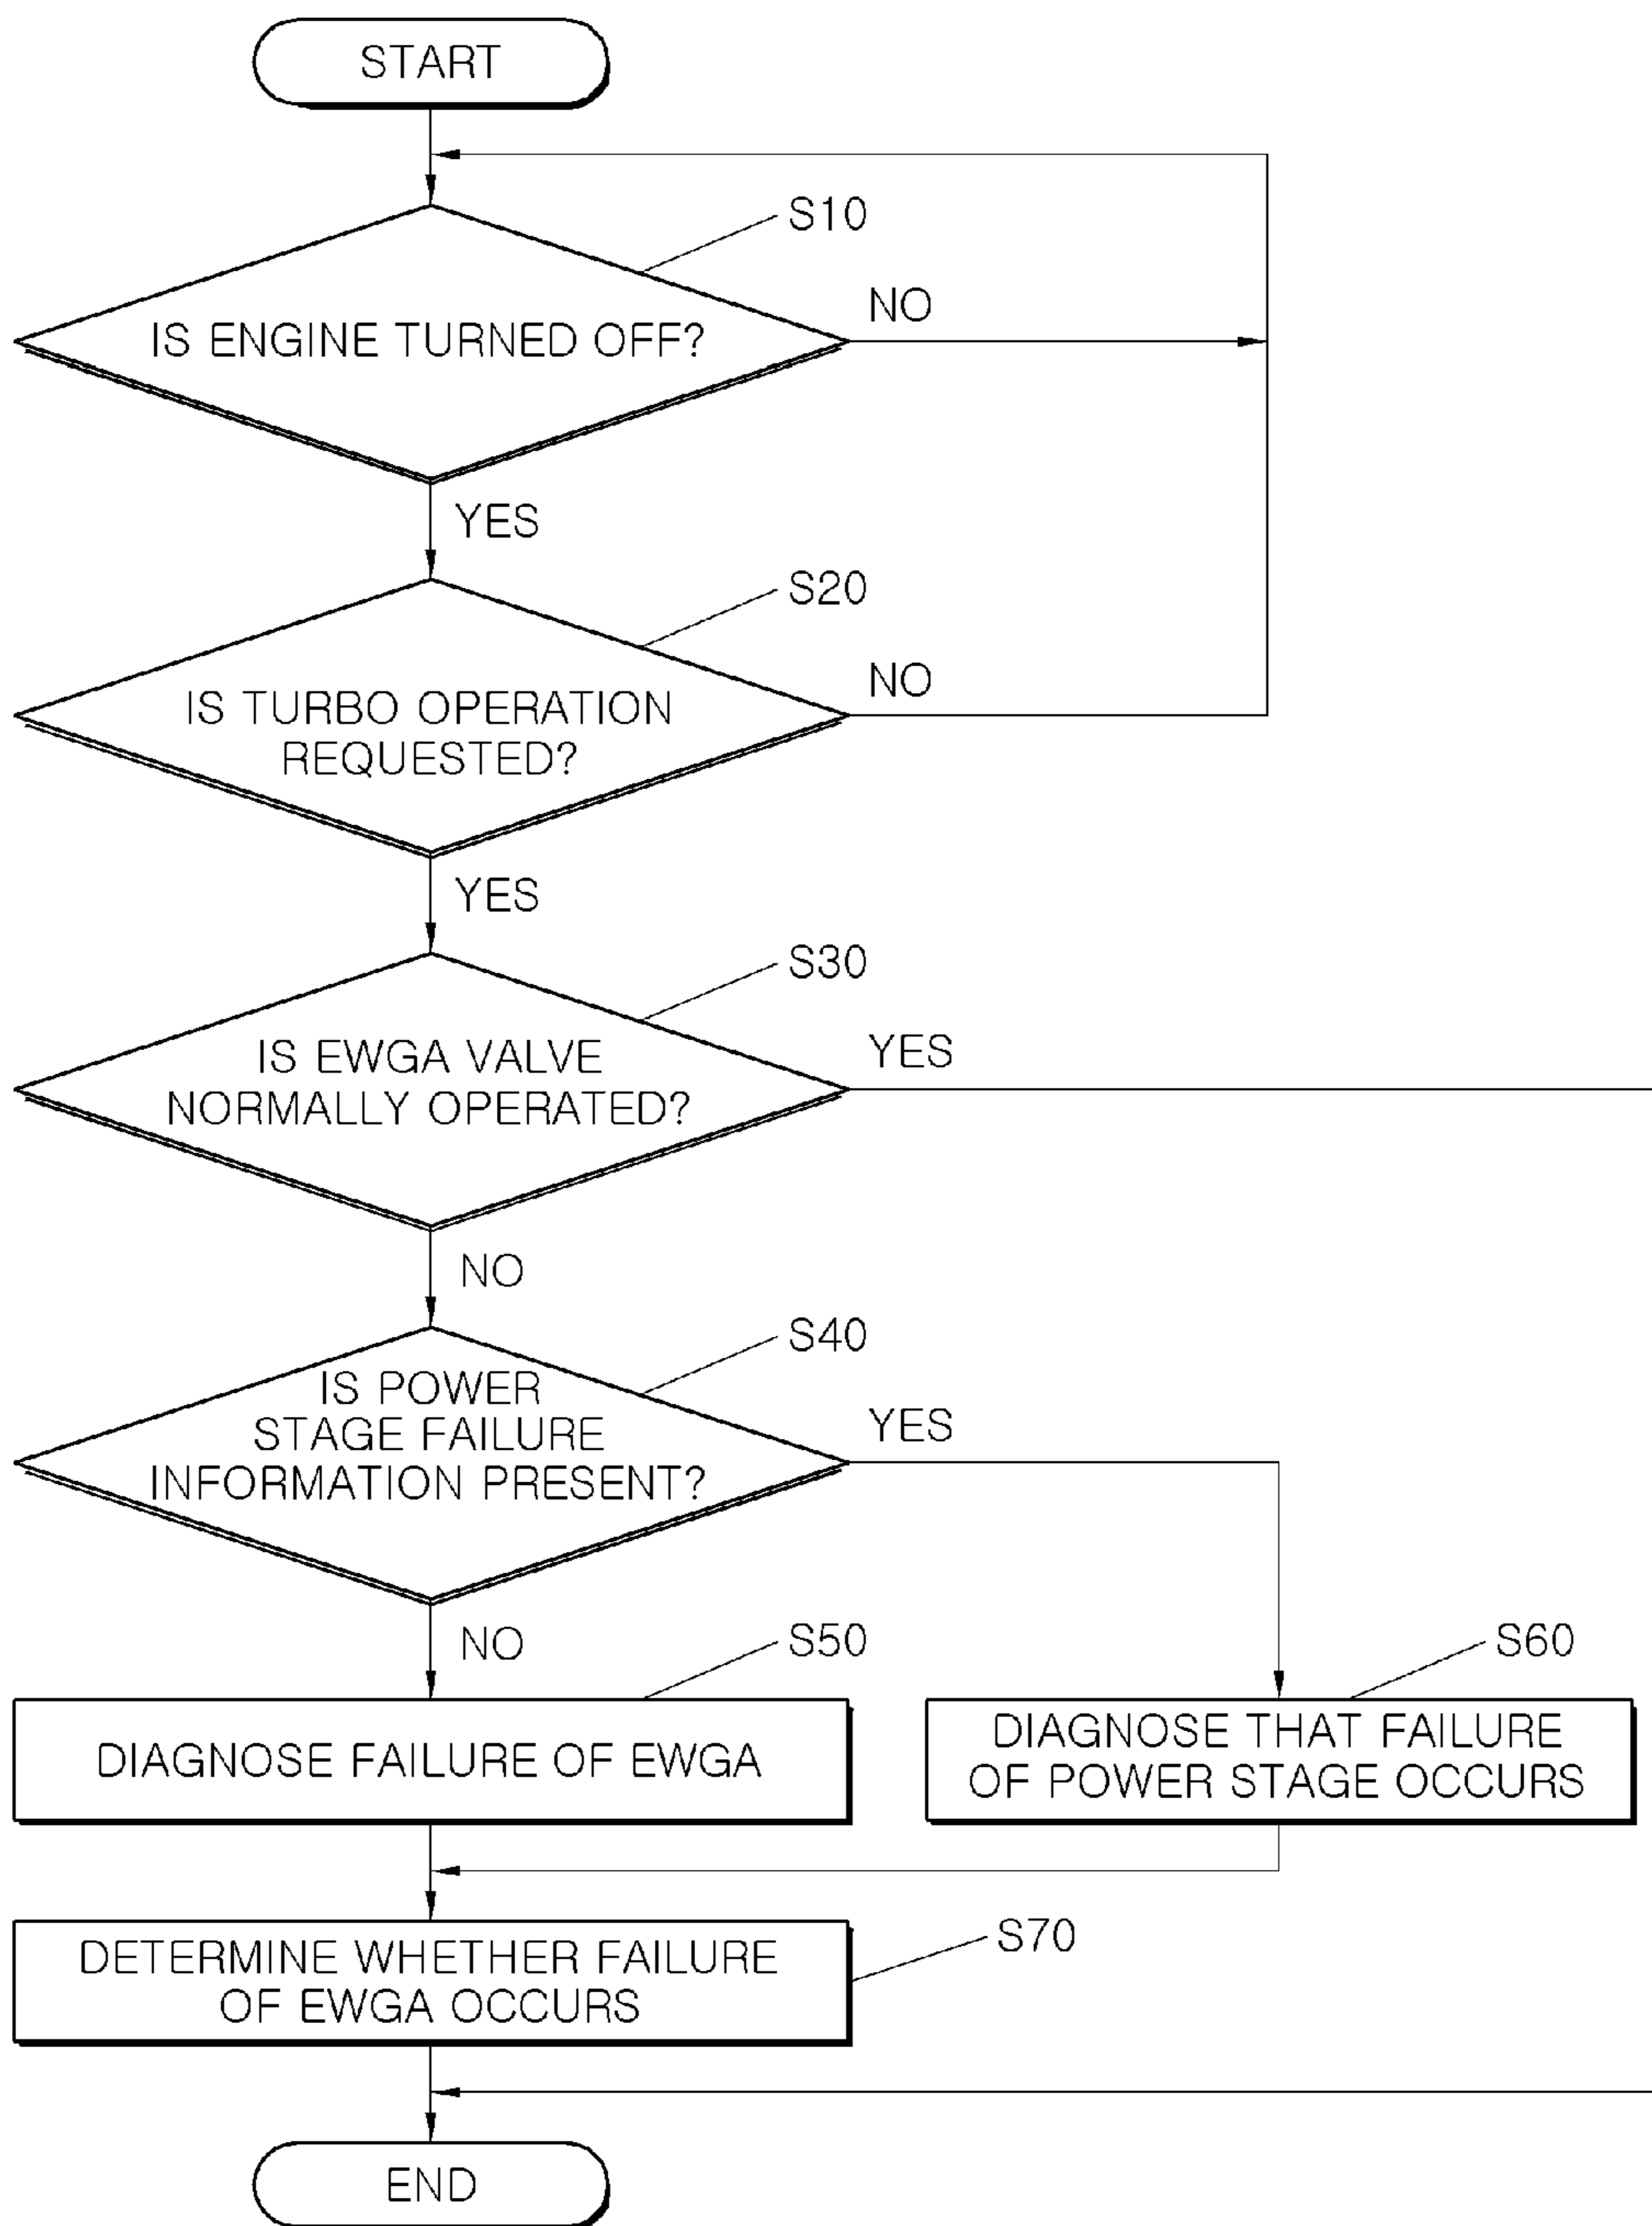 START
S10
IS ENGINE TURNED OFF?
NO
YES
S20
IS TURBO OPERATION
REQUESTED?
NO
YES
S30
IS EWGA VALVE
NORMALLY OPERATED?
YES
NO
S40
IS POWER
STAGE FAILURE
INFORMATION PRESENT?
YES
NO
S50
DIAGNOSE FAILURE OF EWGA
S60
DIAGNOSE THAT FAILURE
OF POWER STAGE OCCURS
S70
DETERMINE WHETHER FAILURE
OF EWGA OCCURS
END